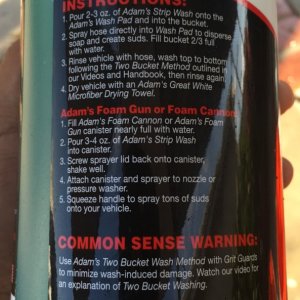 INSTRUCTIONS:
1. Pour 2-3 oz. of Adam's Strip Wash onto the
Adam's Wash Pad and into the bucket.
2. Spray hose directly into Wash Pad to disperse
soap and create suds. Fill bucket 2/3 full
with water.
3. Rinse vehicle with hose, wash top to bottom
following the Two Bucket Method outlined in
our Videos and Handbook, then rinse again.
4. Dry vehicle with an Adam's Great White
Microfiber Drying Towel.
Adam's Foam Gun or Foam Cannon:
1. Fill Adam's Foam Cannon or Adam's Foam
Gun canister nearly full with water.
2. Pour 3-4 oz. of Adam's Strip Wash
into canister.
3. Screw sprayer lid back onto canister,
shake well.
4. Attach canister and sprayer to nozzle or
pressure washer.
5. Squeeze handle to spray tons of suds
onto your vehicle.
COMMON SENSE WARNING:
Use Adam's Two Bucket Wash Method with Grit Guards
to minimize wash-induced damage. Watch our video for
an explanation of Two Bucket Washing.